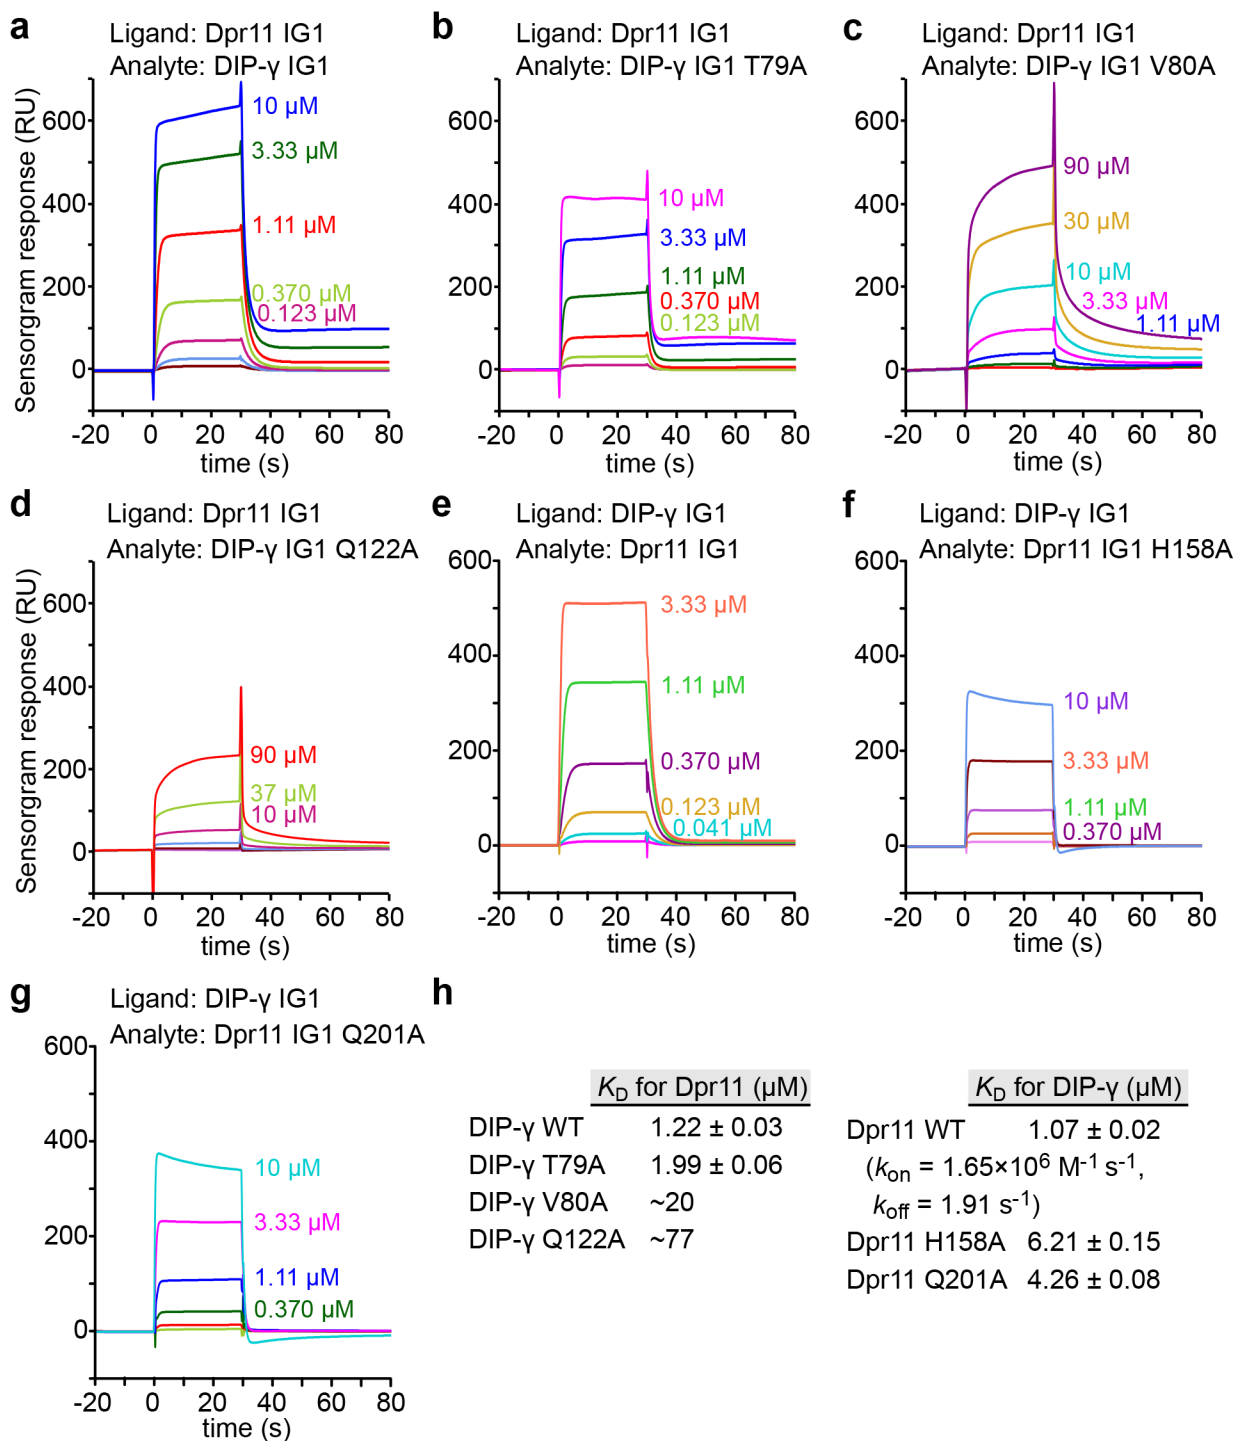 a
Ligand: Dpr11 IG1
Analyte: DIP-γ IG1
Sensorgram response (RU)
600
400
200
0
10 µM
3.33 µM
1.11 µM
0.370 µM
0.123 µM
-20 0 20 40 60 80
time (s)
b
Ligand: Dpr11 IG1
Analyte: DIP-γ IG1 T79A
600
400
200
0
10 µM
3.33 µM
1.11 µM
0.370 µM
0.123 µM
-20 0 20 40 60 80
time (s)
c
Ligand: Dpr11 IG1
Analyte: DIP-γ IG1 V80A
600
400
200
0
90 µM
30 µM
10 µM
3.33 µM
1.11 µM
-20 0 20 40 60 80
time (s)
d
Ligand: Dpr11 IG1
Analyte: DIP-γ IG1 Q122A
Sensorgram response (RU)
600
400
200
0
90 µM
37 µM
10 µM
-20 0 20 40 60 80
time (s)
e
Ligand: DIP-γ IG1
Analyte: Dpr11 IG1
600
400
200
0
3.33 µM
1.11 µM
0.370 µM
0.123 µM
0.041 µM
-20 0 20 40 60 80
time (s)
f
Ligand: DIP-γ IG1
Analyte: Dpr11 IG1 H158A
600
400
200
0
10 µM
3.33 µM
1.11 µM
0.370 µM
-20 0 20 40 60 80
time (s)
g
Ligand: DIP-γ IG1
Analyte: Dpr11 IG1 Q201A
600
400
200
0
10 µM
3.33 µM
1.11 µM
0.370 µM
-20 0 20 40 60 80
time (s)
h
K_D for Dpr11 (µM)
DIP-γ WT 1.22 ± 0.03
DIP-γ T79A 1.99 ± 0.06
DIP-γ V80A ~20
DIP-γ Q122A ~77
K_D for DIP-γ (µM)
Dpr11 WT 1.07 ± 0.02
(k_on = 1.65×10⁶ M⁻¹ s⁻¹,
k_off = 1.91 s⁻¹)
Dpr11 H158A 6.21 ± 0.15
Dpr11 Q201A 4.26 ± 0.08